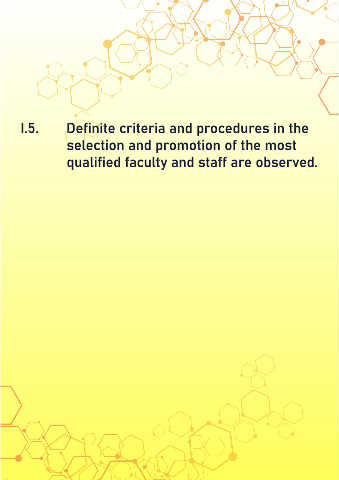 I.5. Definite criteria and procedures in the
selection and promotion of the most
qualified faculty and staff are observed.